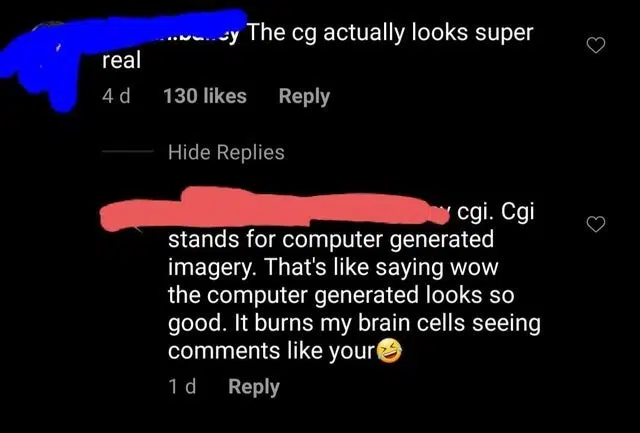 The cg actually looks super
real
4 d 130 likes Reply
Hide Replies
cgi. Cgi
stands for computer generated
imagery. That's like saying wow
the computer generated looks so
good. It burns my brain cells seeing
comments like your🤣
1 d Reply